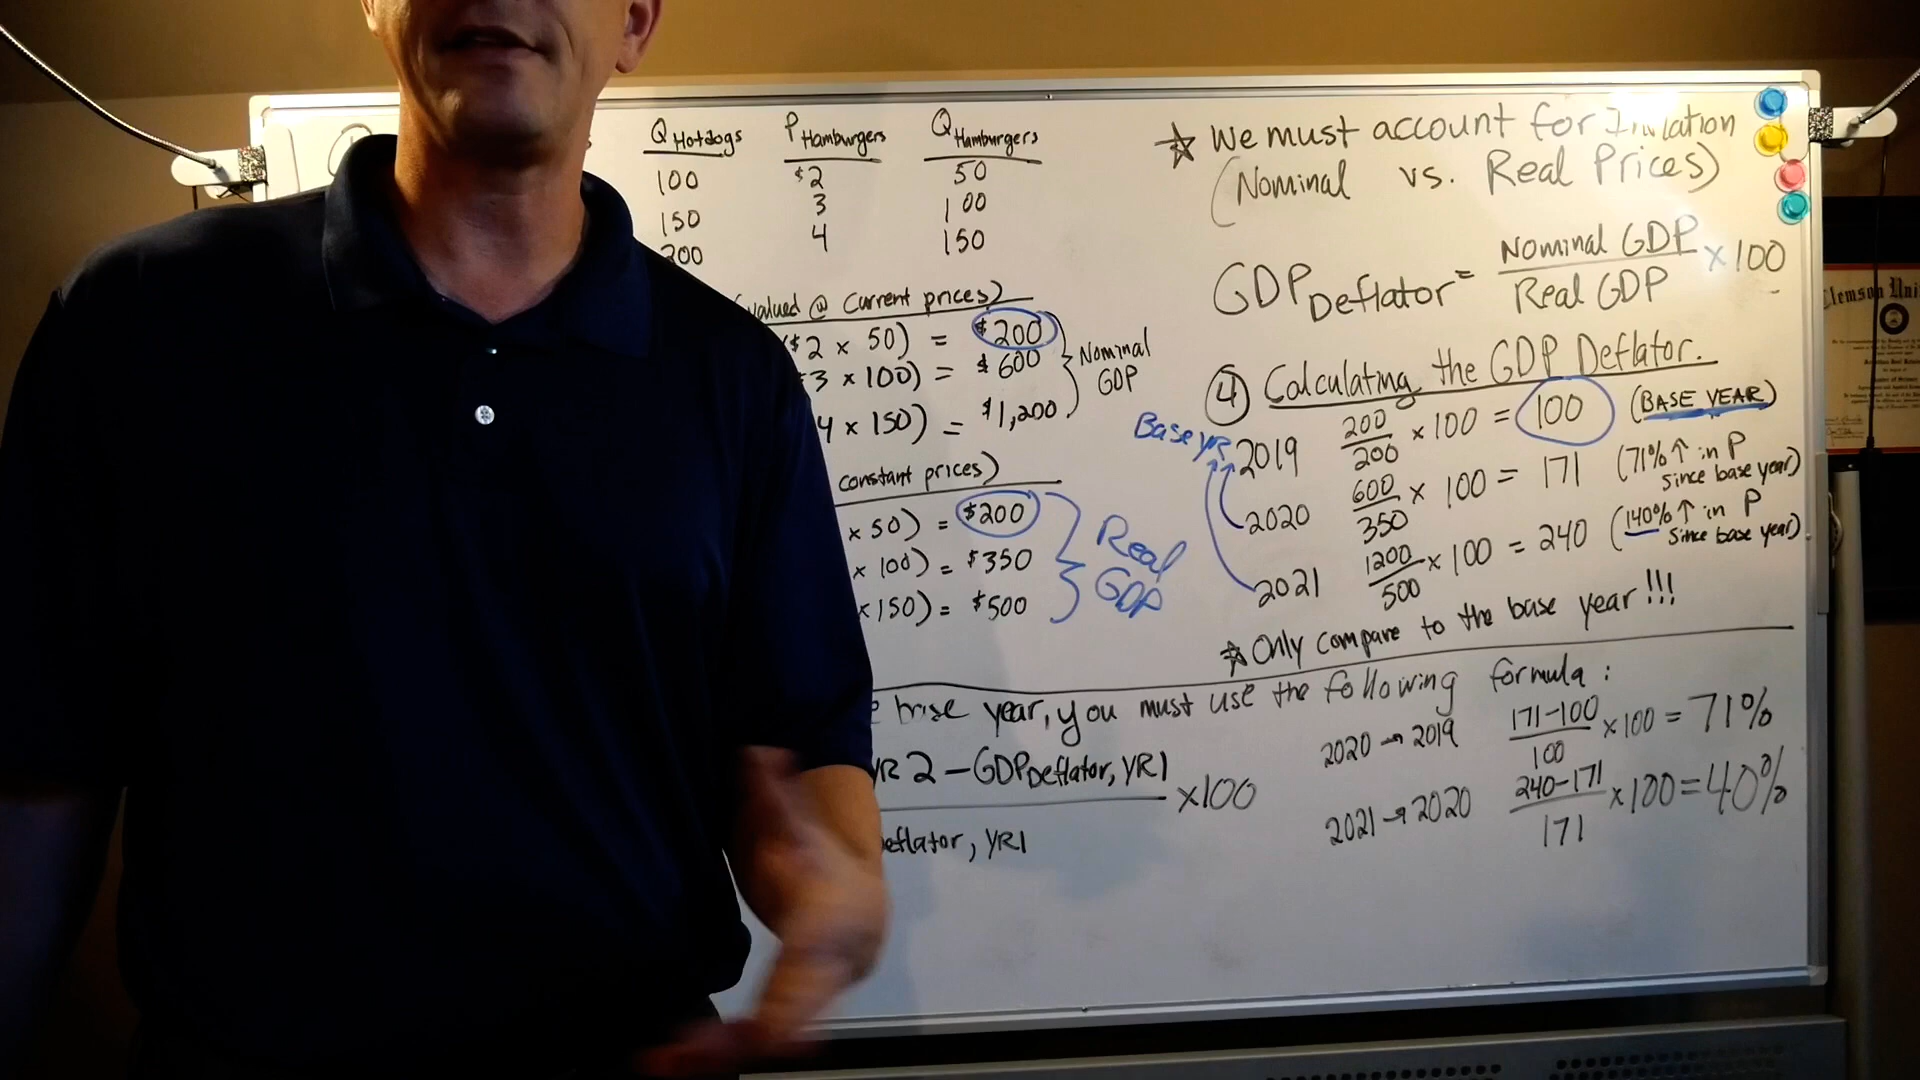 Q Hotdogs P Hamburgers Q Hamburgers
100 $2 50
150 3 100
200 4 150
valued @ current prices)
($2 x 50) = $200
$3 x 100) = $600
4 x 150) = $1,200
Nominal
GDP
constant prices)
x 50) = $200
x 100) = $350
x 150) = $500
Real
GDP
base year, you must use the following formula:
YR 2 - GDP Deflator, YR1
x100
eflator, YR1
We must account for Inflation
(Nominal vs. Real Prices)
GDP Deflator = Nominal GDP x 100
Real GDP
④ Calculating the GDP Deflator.
Base yr 2019 200/200 x 100 = 100 (BASE YEAR)
2020 600/350 x 100 = 171 (71% ↑ in P
since base year)
2021 1200/500 x 100 = 240 (140% ↑ in P
since base year)
Only compare to the base year!!!
2020 → 2019 171-100/100 x 100 = 71%
2021 → 2020 240-171/171 x 100 = 40%
Clemson Uni